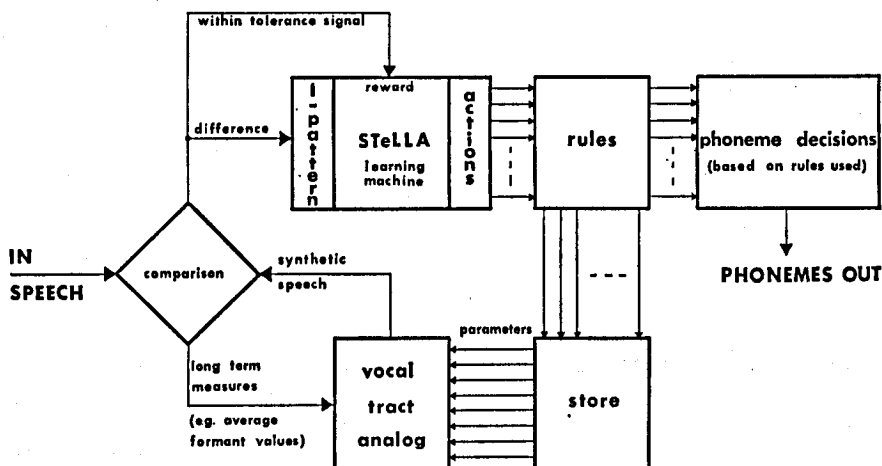 within tolerance signal
reward
difference
I-pattern
STeLLA
learning
machine
actions
rules
phoneme decisions
(based on rules used)
IN
SPEECH
comparison
synthetic
speech
PHONEMES OUT
parameters
long term
measures
(eg. average
formant values)
vocal
tract
analog
store